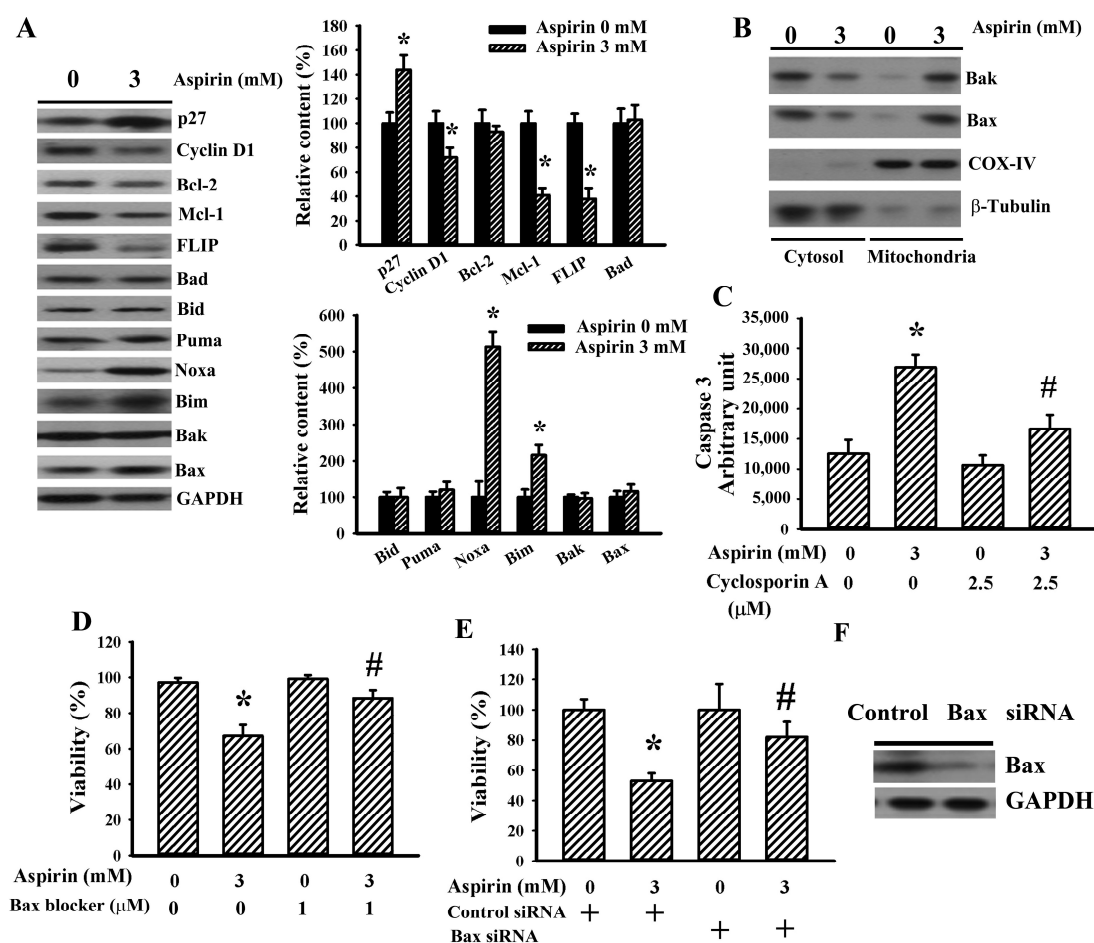 A
0 3 Aspirin (mM)
p27
Cyclin D1
Bcl-2
Mcl-1
FLIP
Bad
Bid
Puma
Noxa
Bim
Bak
Bax
GAPDH
Relative content (%)
180
160
140
120
100
80
60
40
20
0
Aspirin 0 mM
Aspirin 3 mM
*
*
*
*
p27 Cyclin D1 Bcl-2 Mcl-1 FLIP Bad
Relative content (%)
600
500
400
300
200
100
0
Aspirin 0 mM
Aspirin 3 mM
*
*
Bid Puma Noxa Bim Bak Bax
B
0 3 0 3 Aspirin (mM)
Bak
Bax
COX-IV
β-Tubulin
Cytosol Mitochondria
C
Caspase 3
Arbitrary unit
35,000
30,000
25,000
20,000
15,000
10,000
5,000
0
*
#
Aspirin (mM) 0 3 0 3
Cyclosporin A 0 0 2.5 2.5
(μM)
D
Viability (%)
120
100
80
60
40
20
0
*
#
Aspirin (mM) 0 3 0 3
Bax blocker (μM) 0 0 1 1
E
Viability (%)
140
120
100
80
60
40
20
0
*
#
Aspirin (mM) 0 3 0 3
Control siRNA + +
Bax siRNA + +
F
Control Bax siRNA
Bax
GAPDH